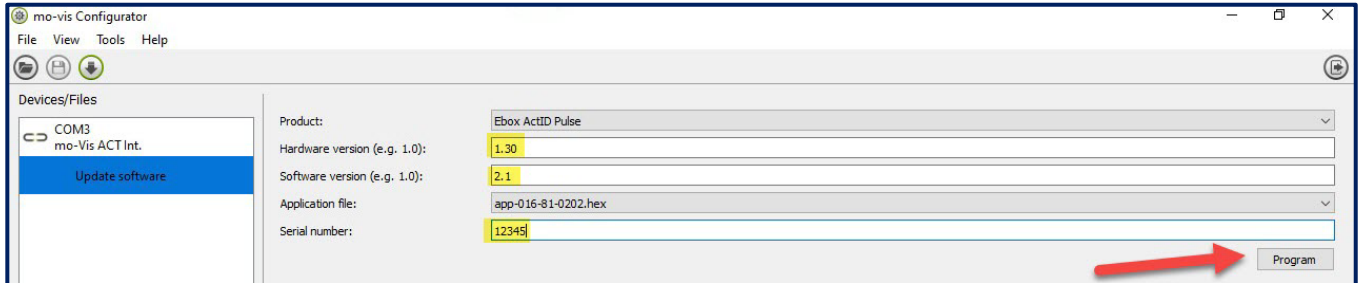 mo-vis Configurator
File View Tools Help
Devices/Files
COM3
mo-Vis ACT Int.
Update software
Product: Ebox ActID Pulse
Hardware version (e.g. 1.0): 1.30
Software version (e.g. 1.0): 2.1
Application file: app-016-81-0202.hex
Serial number: 12345
Program